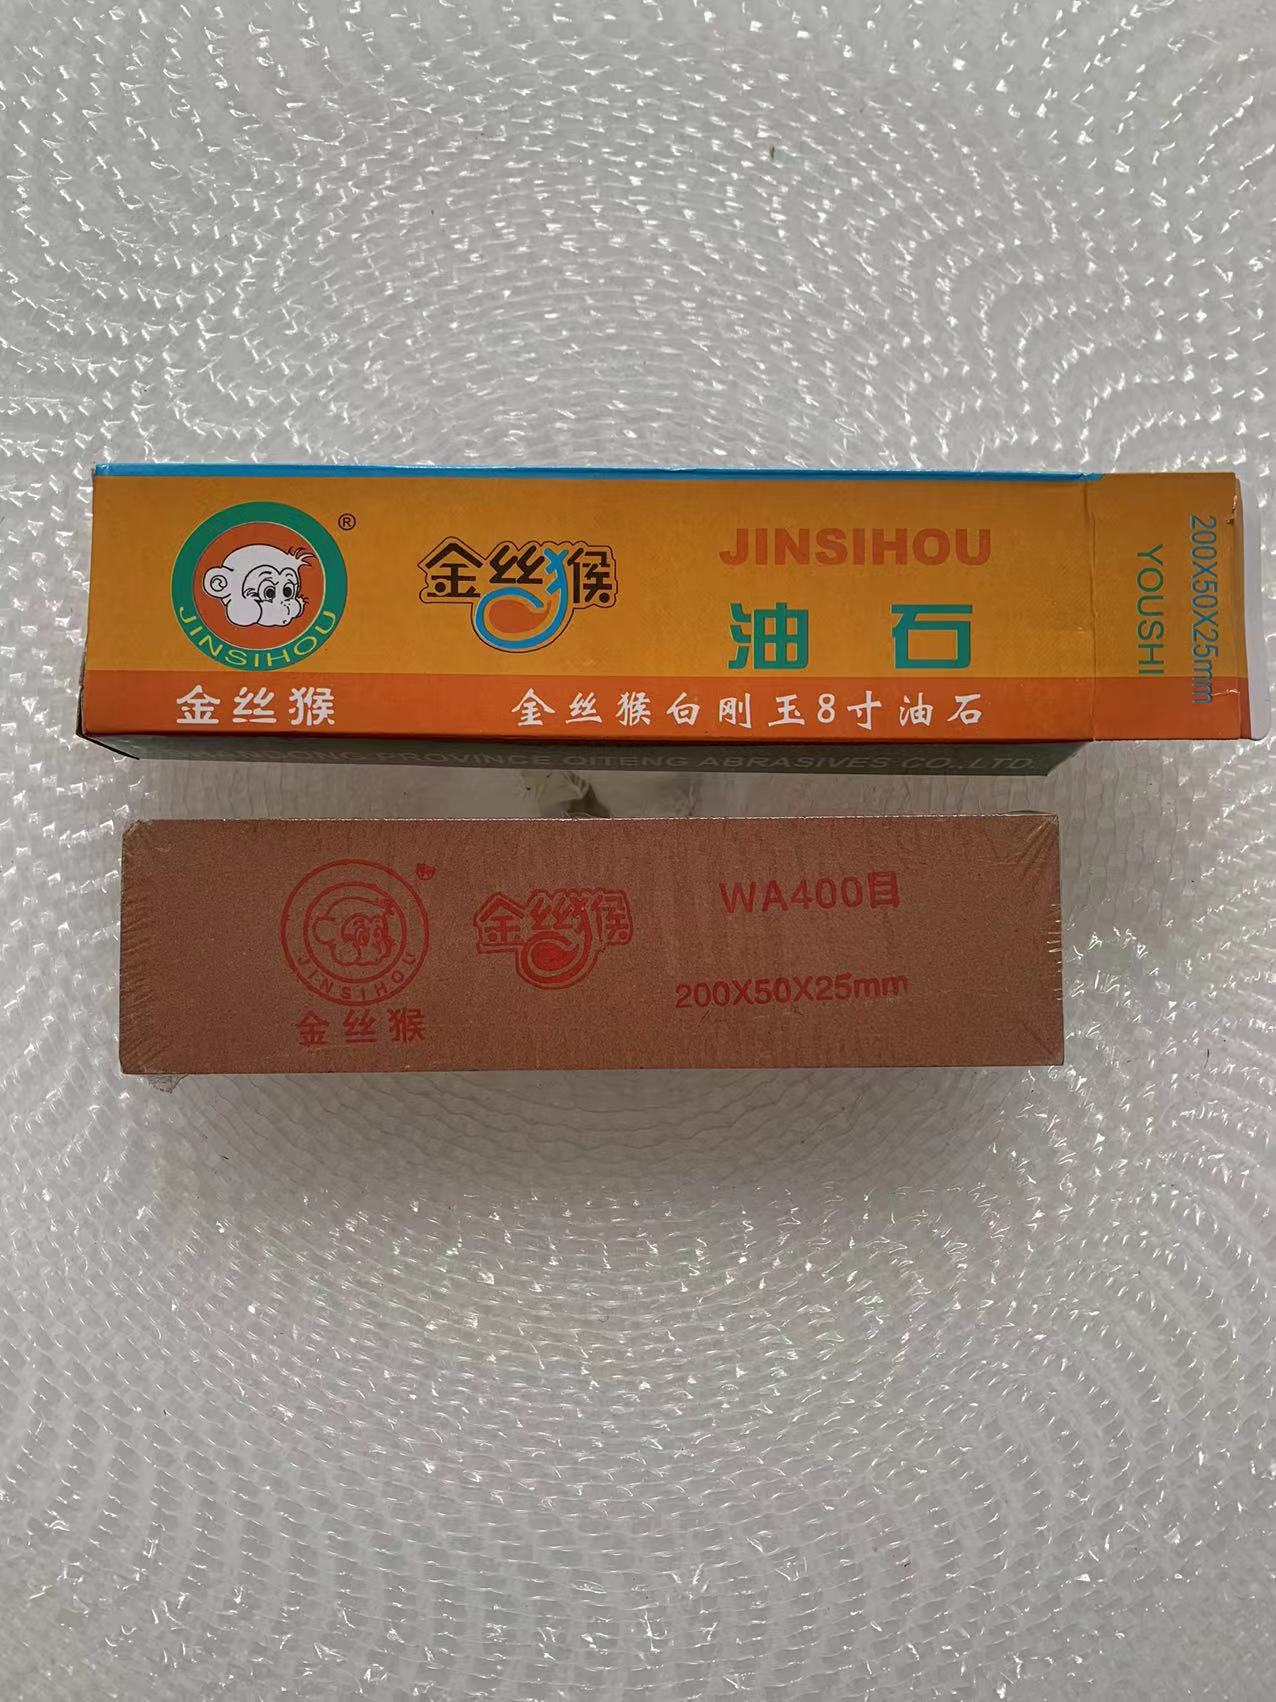 ®
JINSIHOU
金丝猴
金丝猴
JINSIHOU
油石
金丝猴白刚玉8寸油石
YOUSHI
200X50X25mm
PROVINCE QITENG ABRASIVES CO.,LTD.
JINSIHOU
金丝猴
金丝猴
WA400目
200X50X25mm